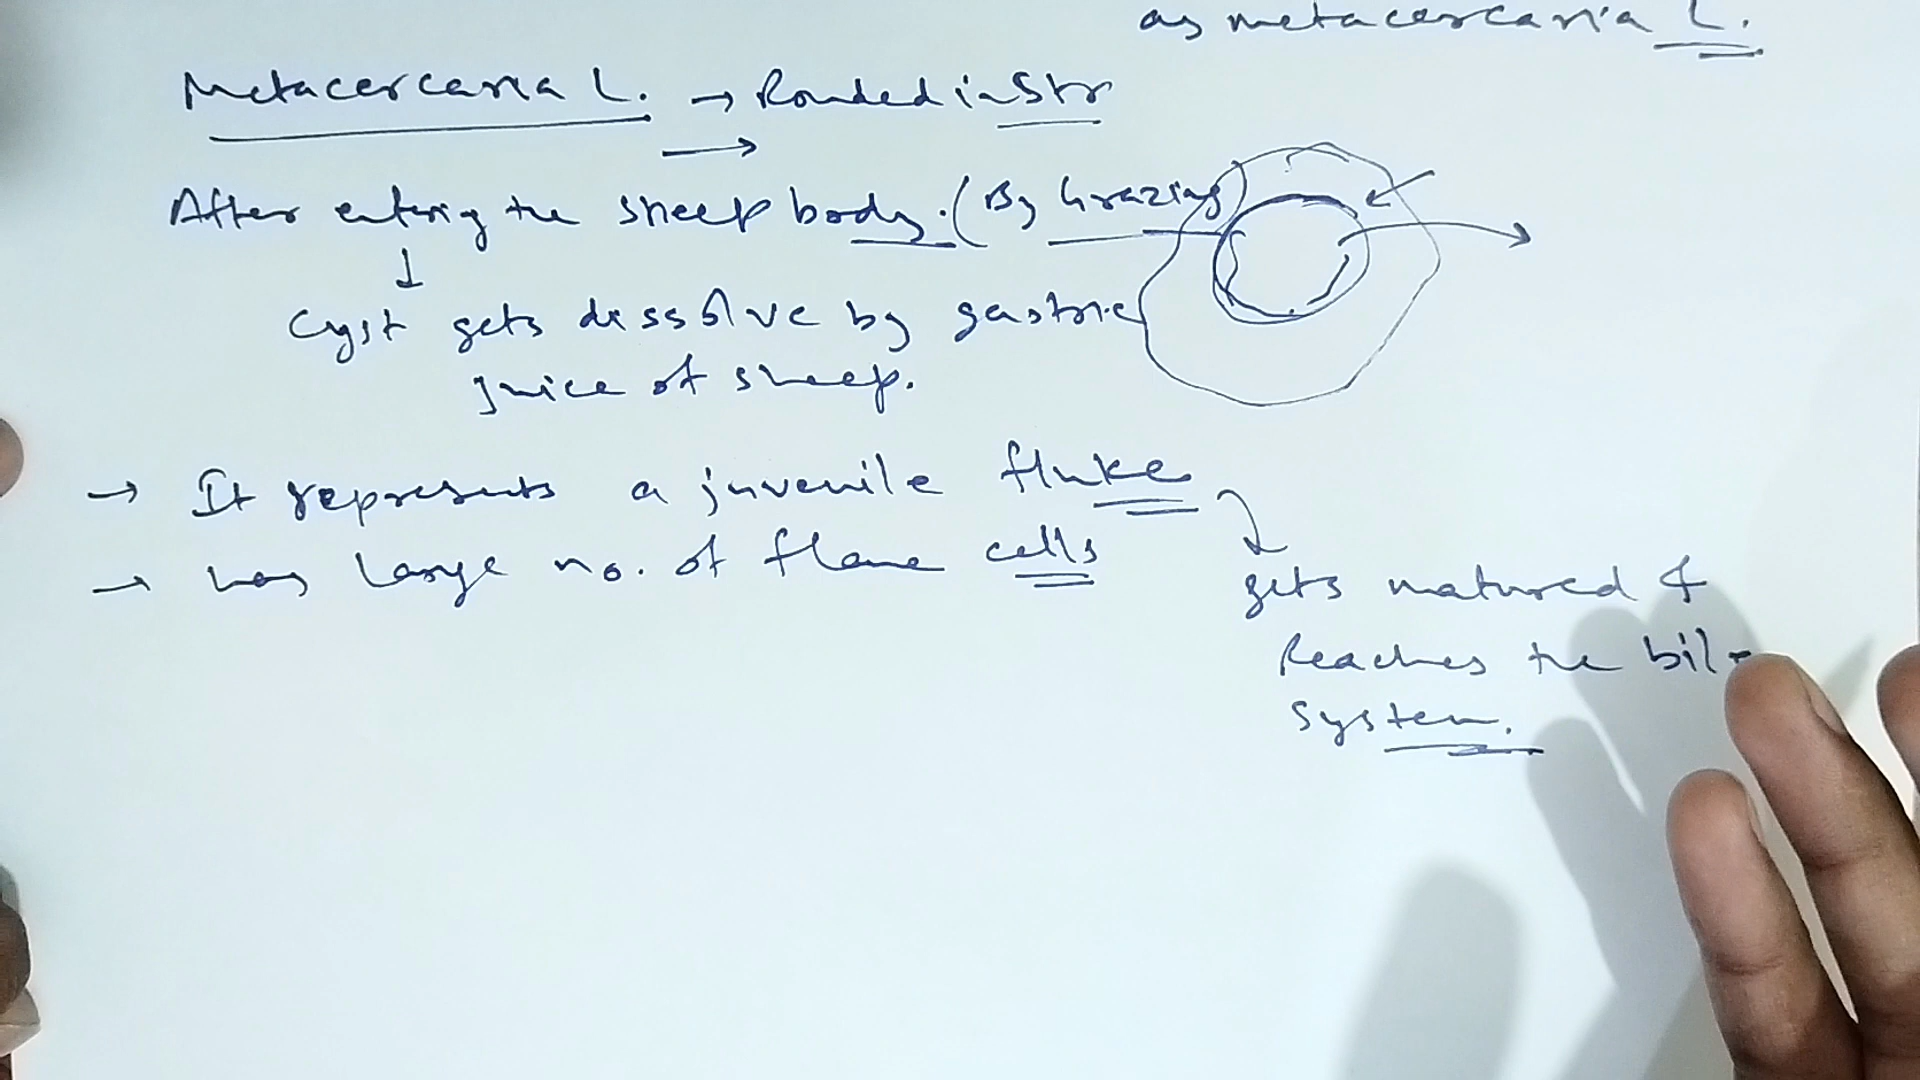 as metacercaria L.
Metacercaria L. → Rounded in Str
After entering the sheep body. (By Grazing)
↓
Cyst gets dissolve by gastric
juice of sheep.
→ It represents a juvenile fluke
→ has large no. of flame cells
gets matured &
Reaches the bile
system.